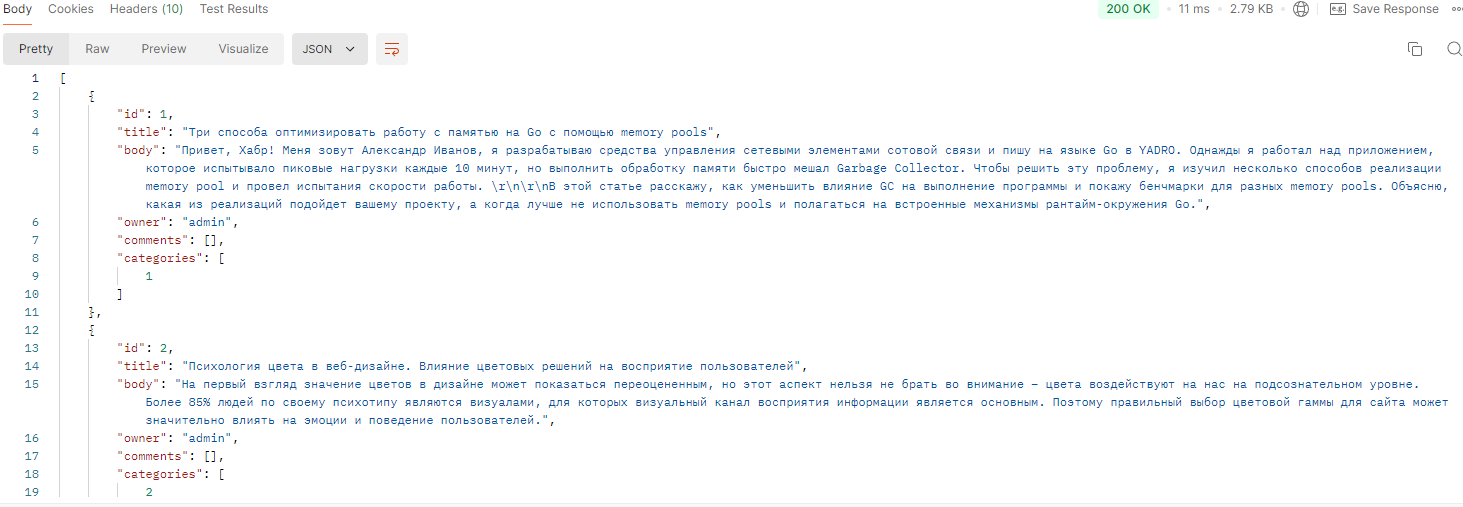 Body Cookies Headers (10) Test Results 200 OK • 11 ms • 2.79 KB e.g. Save Response
Pretty Raw Preview Visualize JSON
1 [
2 {
3 "id": 1,
4 "title": "Три способа оптимизировать работу с памятью на Go с помощью memory pools",
5 "body": "Привет, Хабр! Меня зовут Александр Иванов, я разрабатываю средства управления сетевыми элементами сотовой связи и пишу на языке Go в YADRO. Однажды я работал над приложением,
которое испытывало пиковые нагрузки каждые 10 минут, но выполнить обработку памяти быстро мешал Garbage Collector. Чтобы решить эту проблему, я изучил несколько способов реализации
memory pool и провел испытания скорости работы. \r\n\r\nВ этой статье расскажу, как уменьшить влияние GC на выполнение программы и покажу бенчмарки для разных memory pools. Объясню,
какая из реализаций подойдет вашему проекту, а когда лучше не использовать memory pools и полагаться на встроенные механизмы рантайм-окружения Go.",
6 "owner": "admin",
7 "comments": [],
8 "categories": [
9 1
10 ]
11 },
12 {
13 "id": 2,
14 "title": "Психология цвета в веб-дизайне. Влияние цветовых решений на восприятие пользователей",
15 "body": "На первый взгляд значение цветов в дизайне может показаться переоцененным, но этот аспект нельзя не брать во внимание – цвета воздействуют на нас на подсознательном уровне.
Более 85% людей по своему психотипу являются визуалами, для которых визуальный канал восприятия информации является основным. Поэтому правильный выбор цветовой гаммы для сайта может
значительно влиять на эмоции и поведение пользователей.",
16 "owner": "admin",
17 "comments": [],
18 "categories": [
19 2